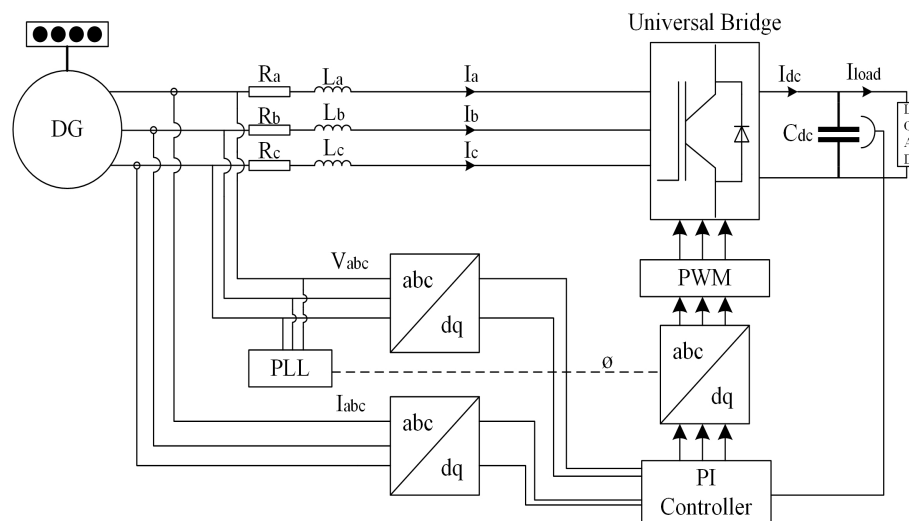 Universal Bridge
DG
Ra
La
Ia
Rb
Lb
Ib
Rc
Lc
Ic
Idc
Iload
Cdc
LOAD
Vabc
abc
dq
PWM
PLL
ø
abc
dq
Iabc
abc
dq
PI
Controller